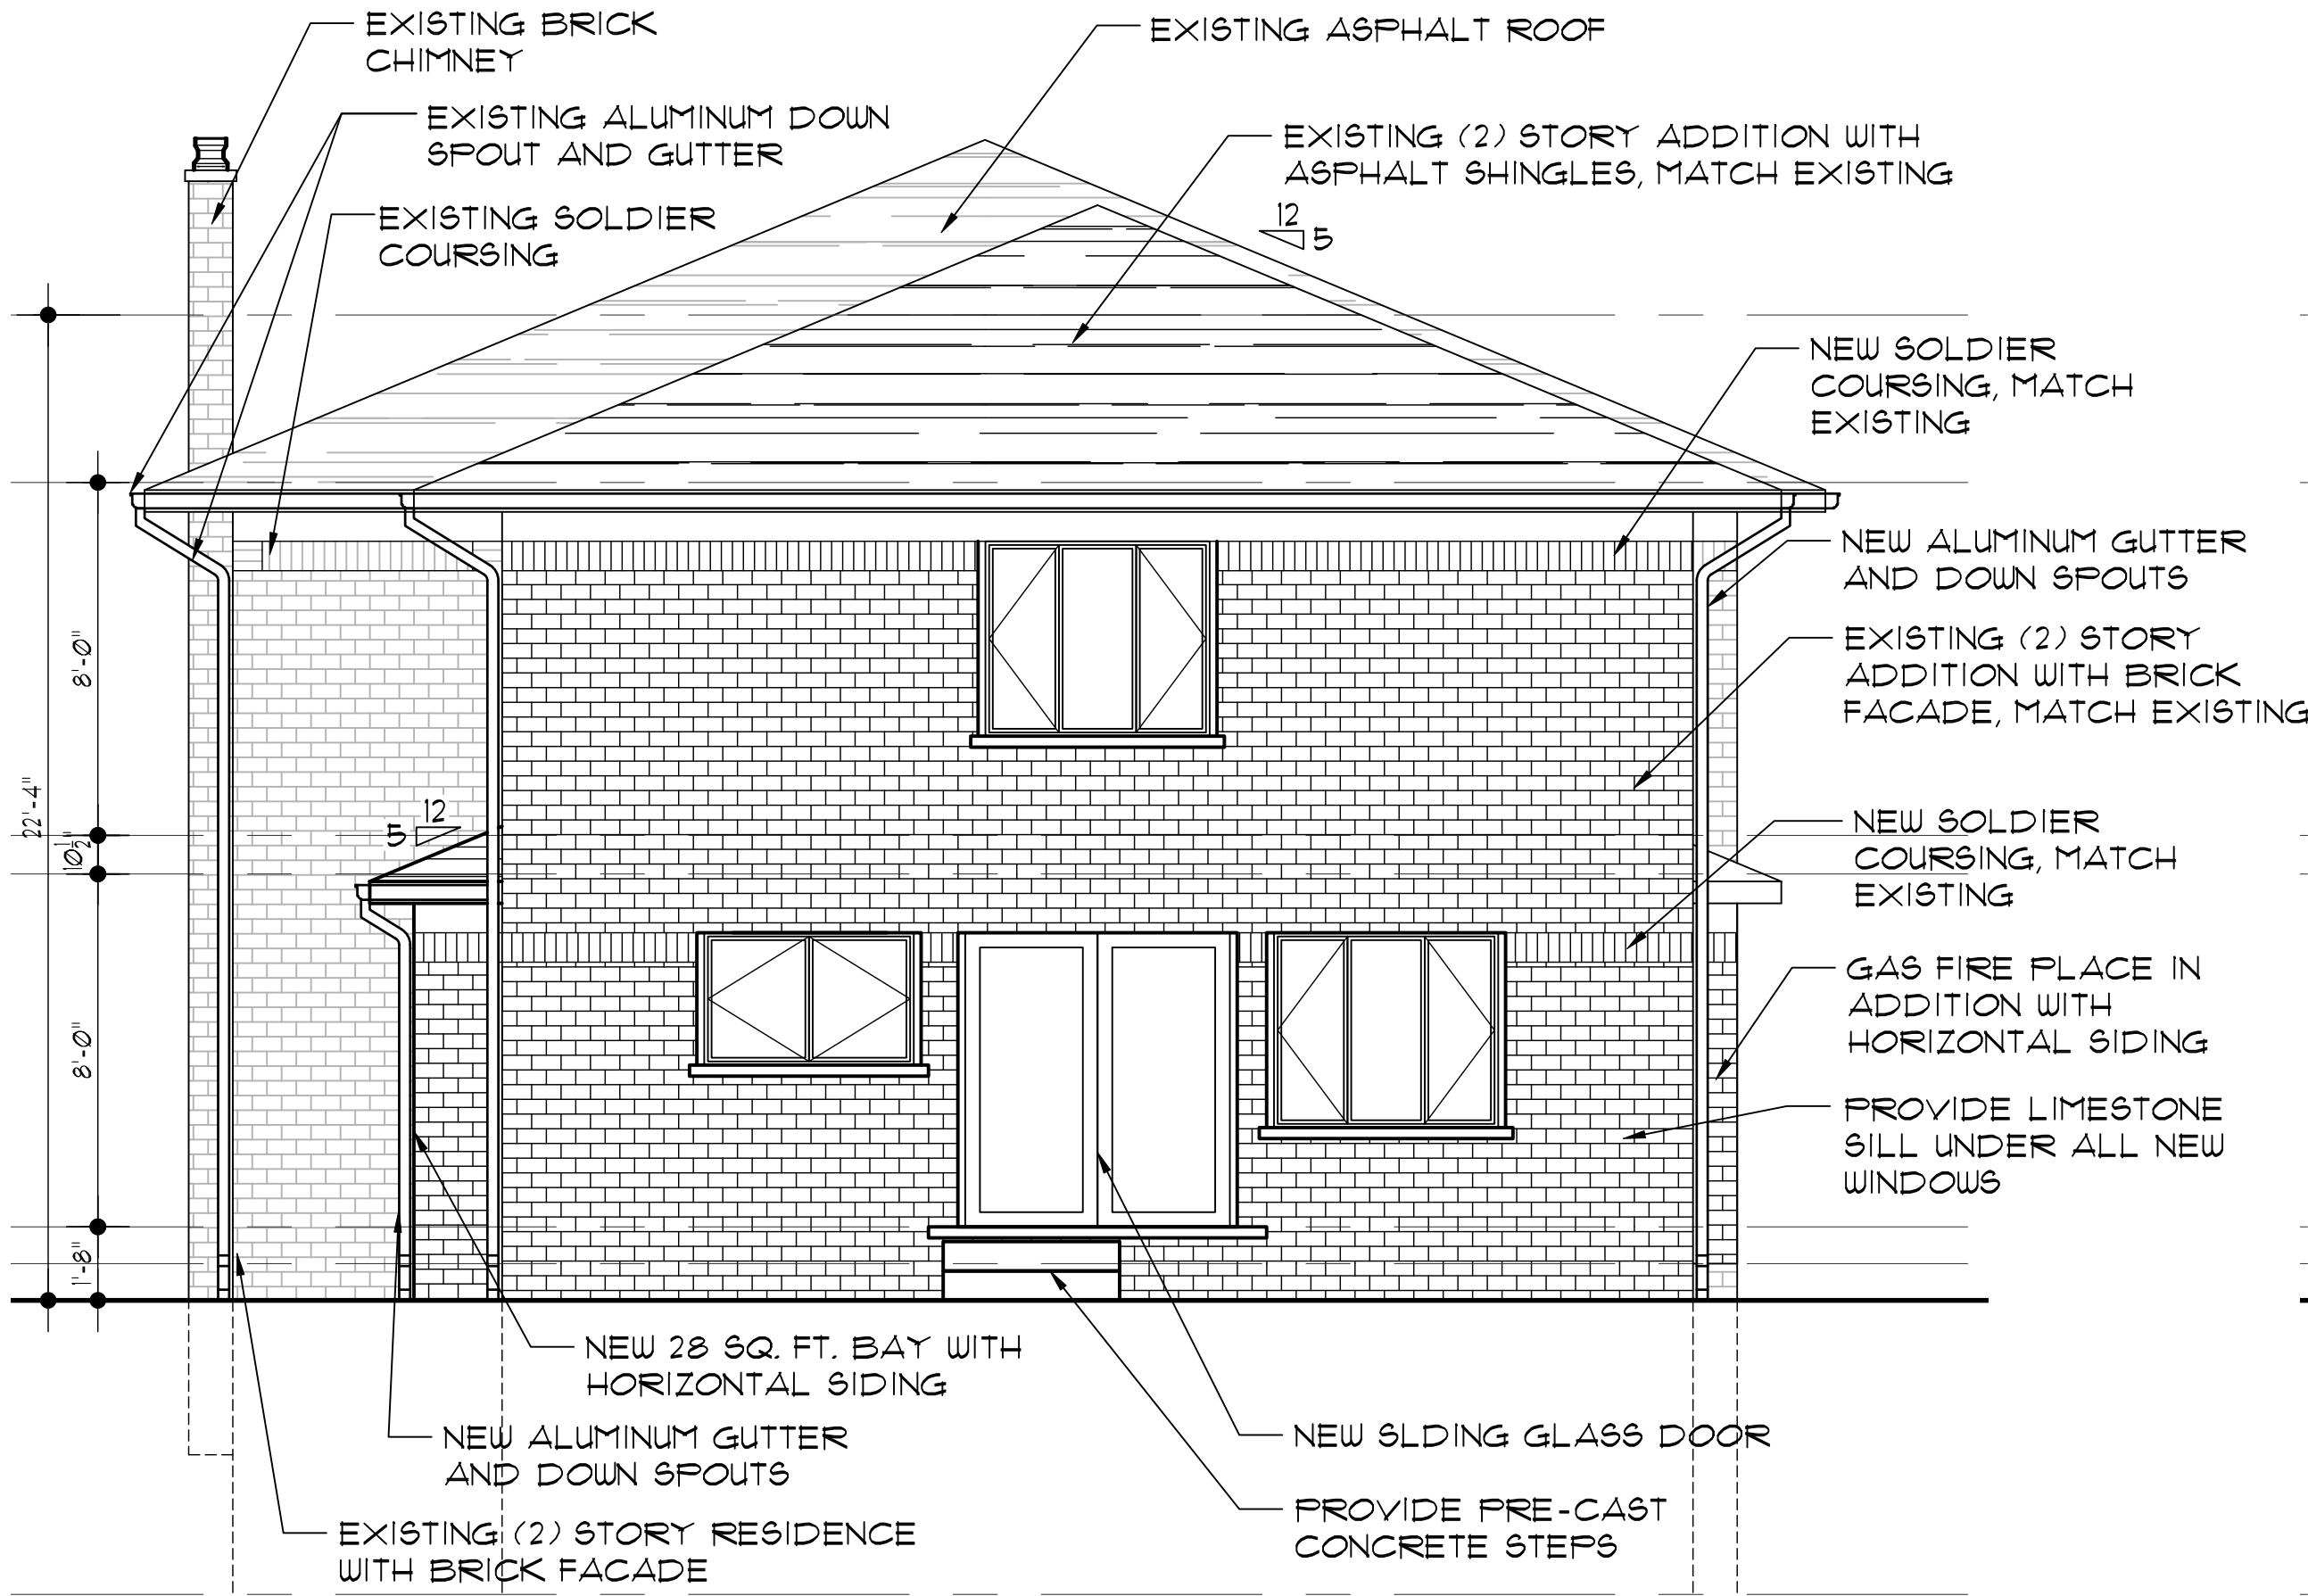 EXISTING BRICK
CHIMNEY
EXISTING ASPHALT ROOF
EXISTING ALUMINUM DOWN
SPOUT AND GUTTER
EXISTING (2) STORY ADDITION WITH
ASPHALT SHINGLES, MATCH EXISTING
EXISTING SOLDIER
COURSING
12
5
NEW SOLDIER
COURSING, MATCH
EXISTING
NEW ALUMINUM GUTTER
AND DOWN SPOUTS
8'-0"
EXISTING (2) STORY
ADDITION WITH BRICK
FACADE, MATCH EXISTING
22'-4"
10 1/2"
12
5
NEW SOLDIER
COURSING, MATCH
EXISTING
GAS FIRE PLACE IN
ADDITION WITH
HORIZONTAL SIDING
8'-0"
PROVIDE LIMESTONE
SILL UNDER ALL NEW
WINDOWS
1'-8"
NEW 28 SQ. FT. BAY WITH
HORIZONTAL SIDING
NEW ALUMINUM GUTTER
AND DOWN SPOUTS
NEW SLDING GLASS DOOR
EXISTING (2) STORY RESIDENCE
WITH BRICK FACADE
PROVIDE PRE-CAST
CONCRETE STEPS